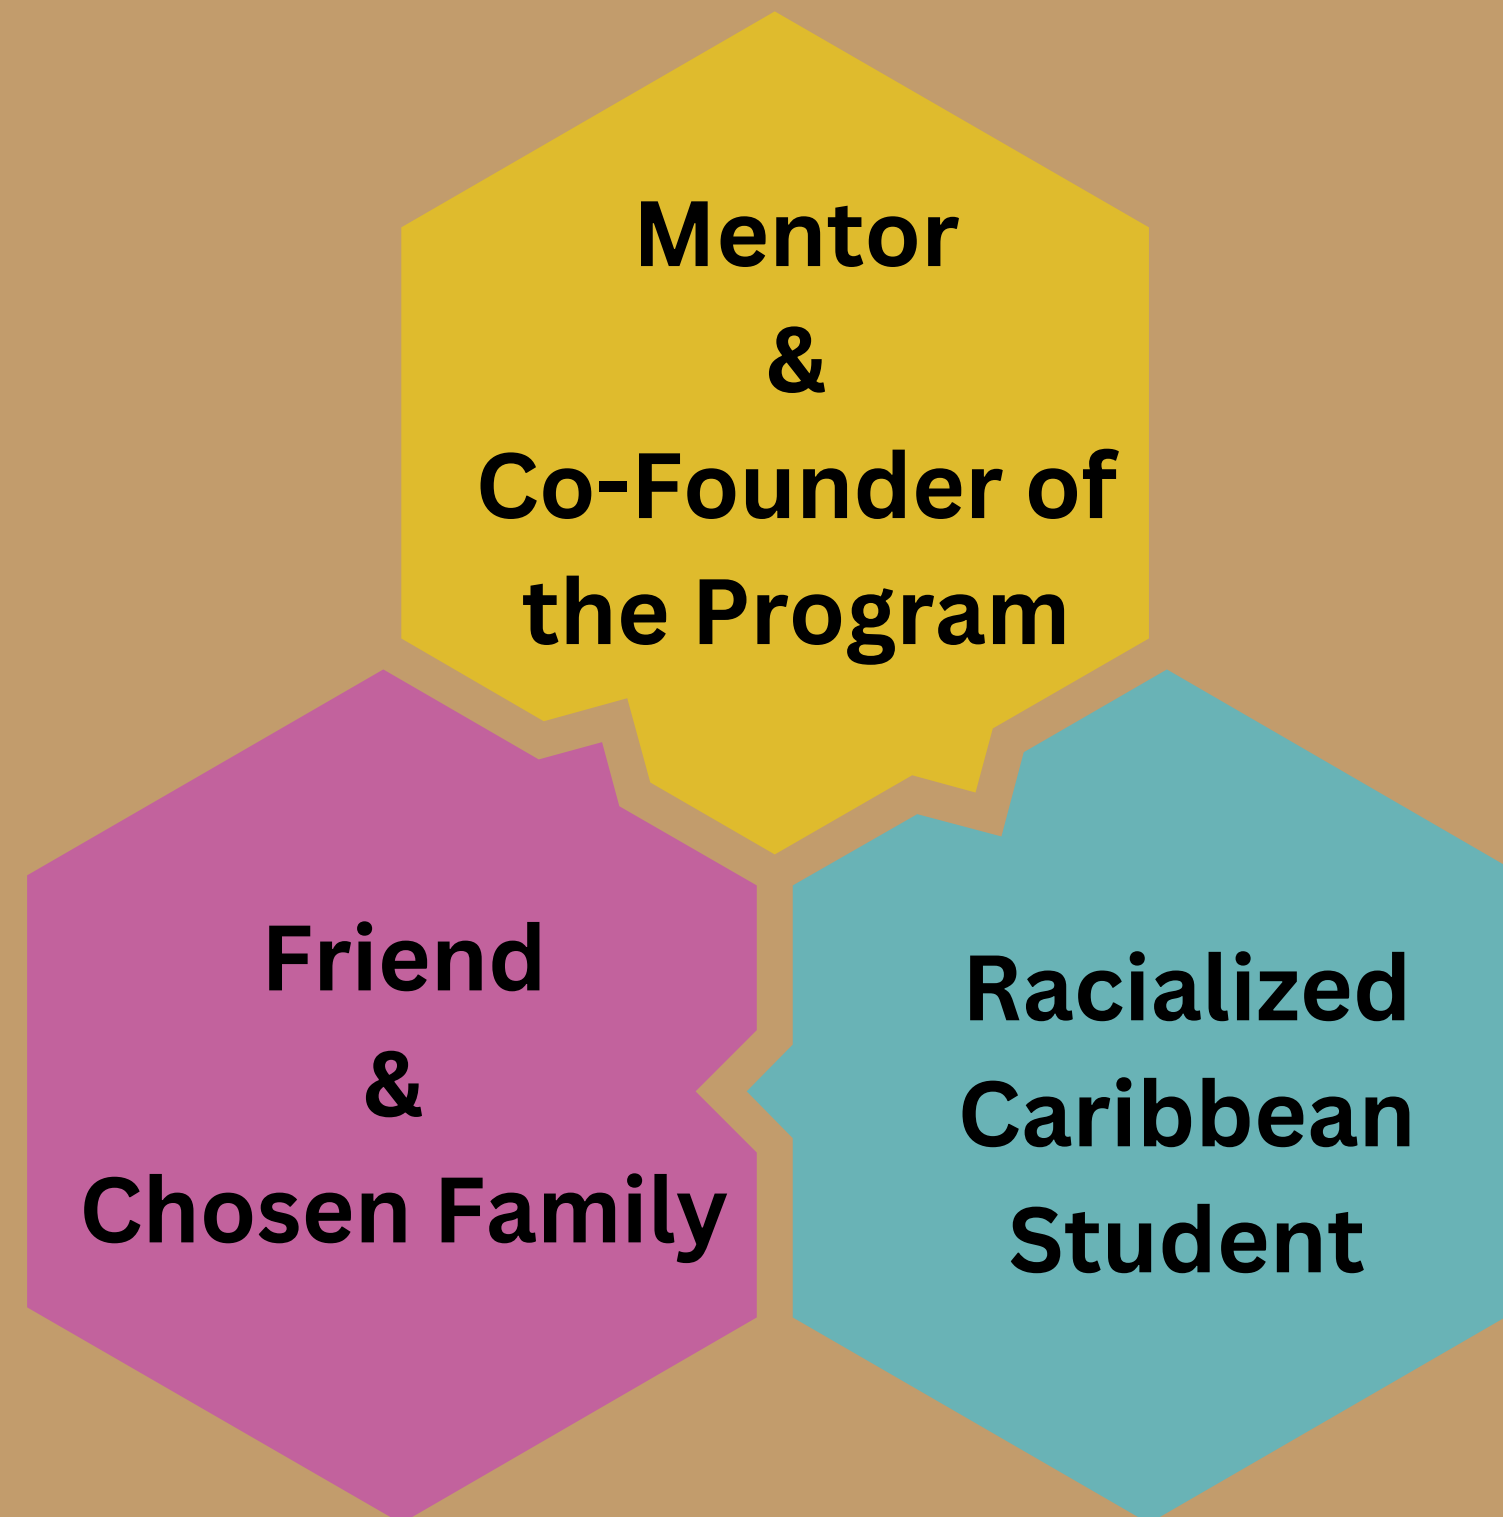 Mentor
&
Co-Founder of
the Program
Friend
&
Chosen Family
Racialized
Caribbean
Student